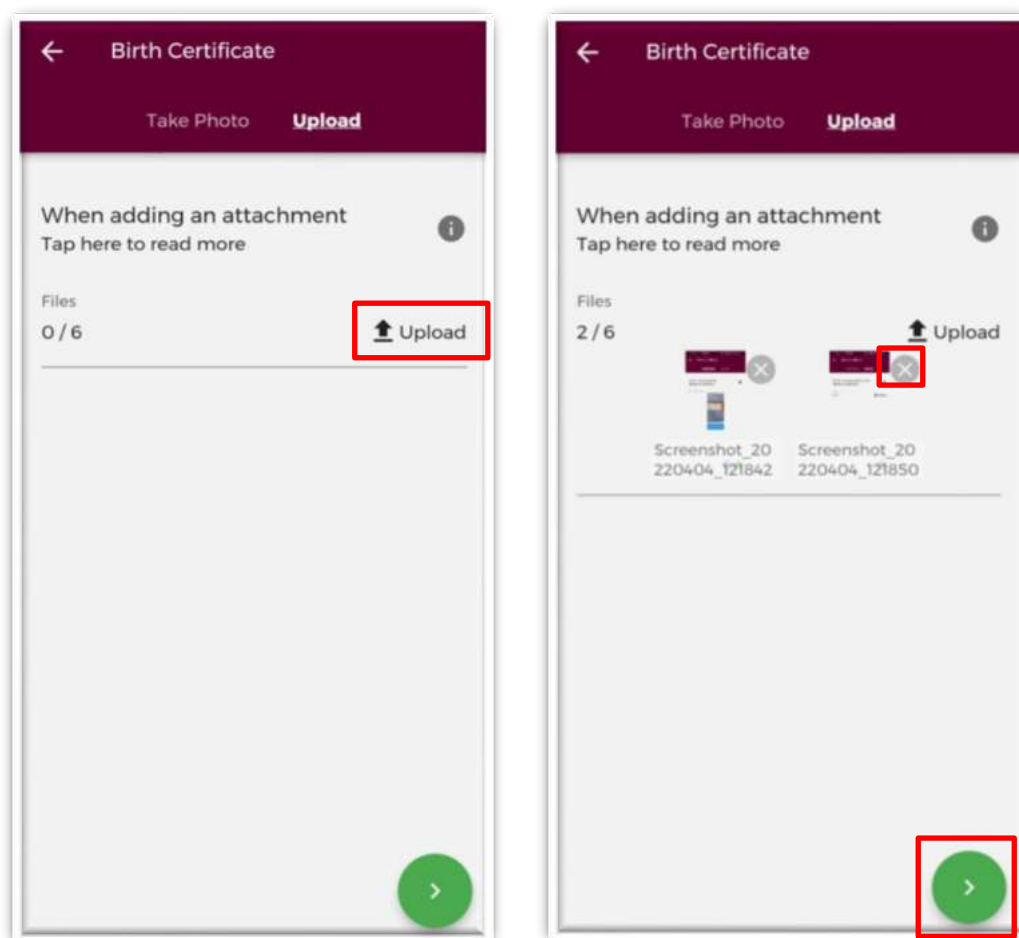 Birth Certificate
Take Photo Upload
When adding an attachment
Tap here to read more
Files
0 / 6
Upload
Birth Certificate
Take Photo Upload
When adding an attachment
Tap here to read more
Files
2 / 6
Upload
Screenshot_20
220404_121842
Screenshot_20
220404_121850